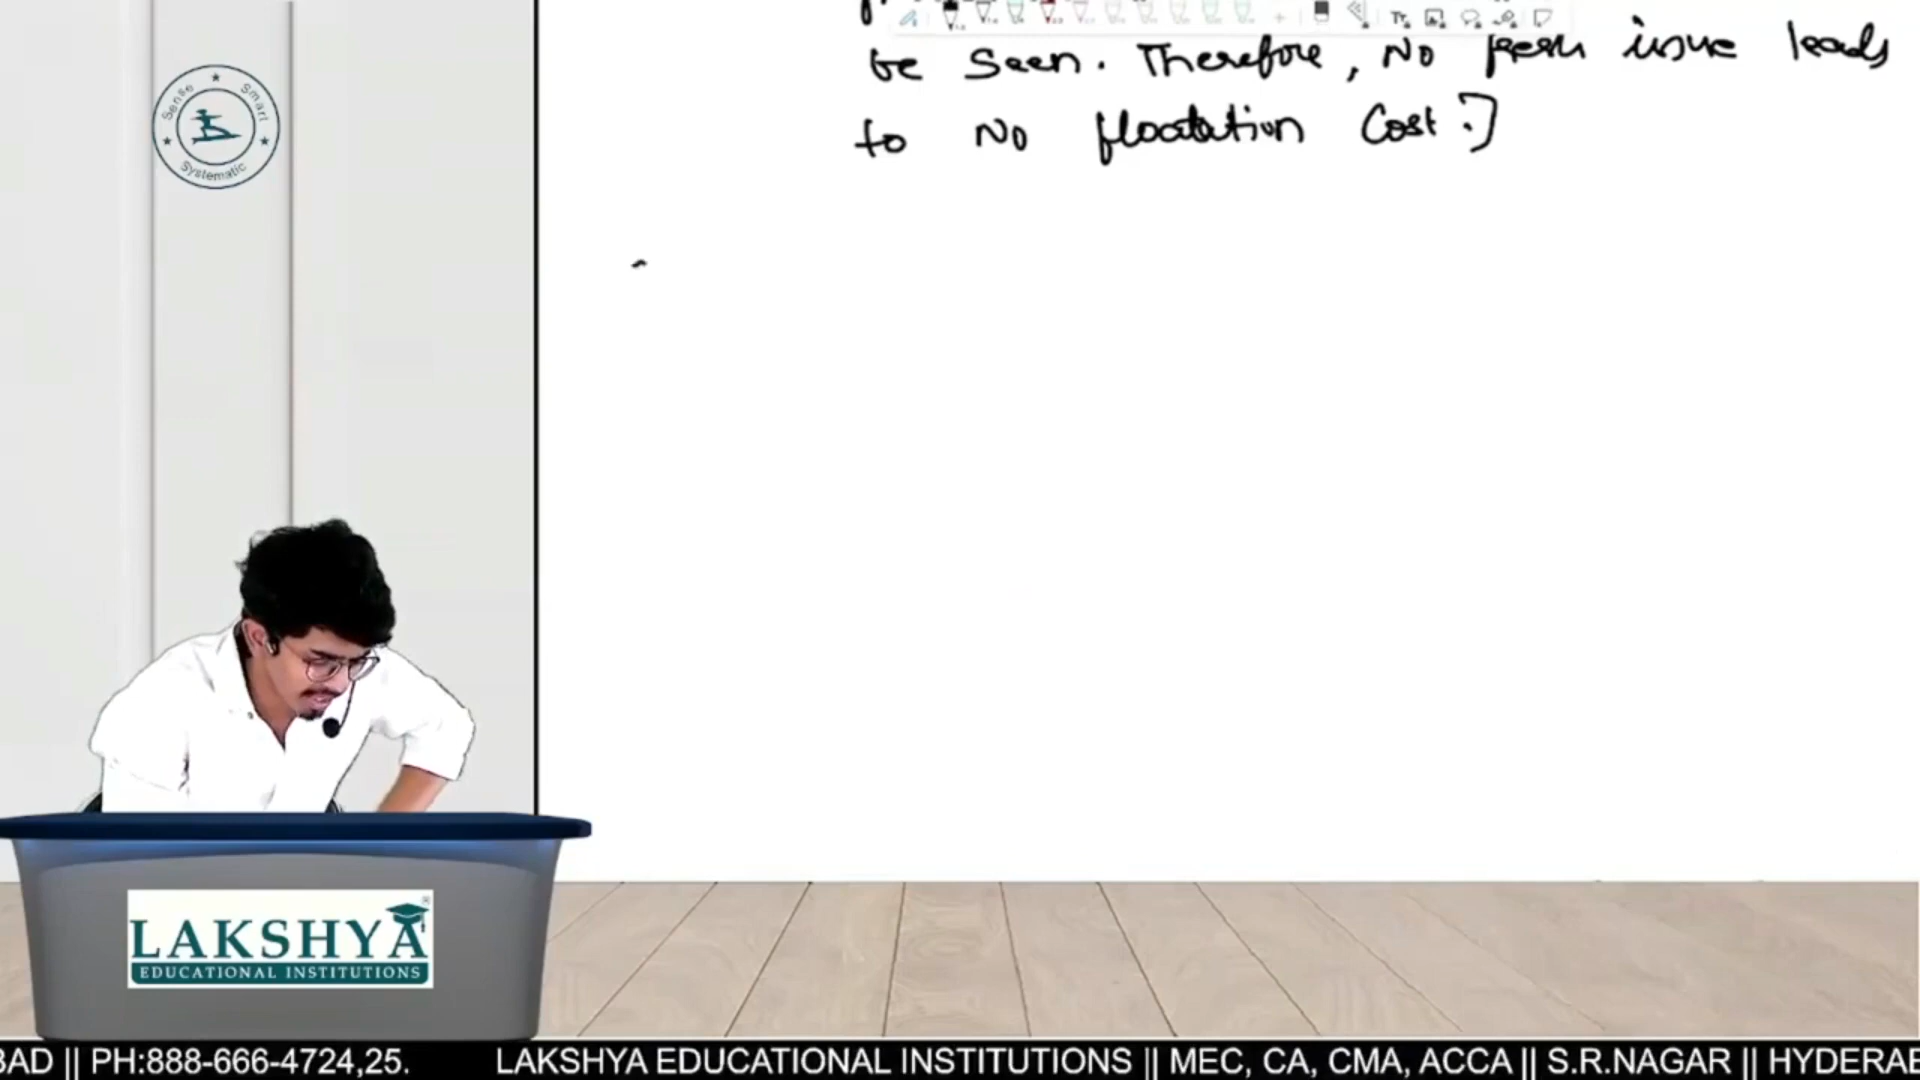 Sense Smart
Systematic
be Seen. Therefore, No fresh issue leads
to No floatation Cost.]
LAKSHYA
EDUCATIONAL INSTITUTIONS
BAD || PH:888-666-4724,25. LAKSHYA EDUCATIONAL INSTITUTIONS || MEC, CA, CMA, ACCA || S.R.NAGAR || HYDERAB